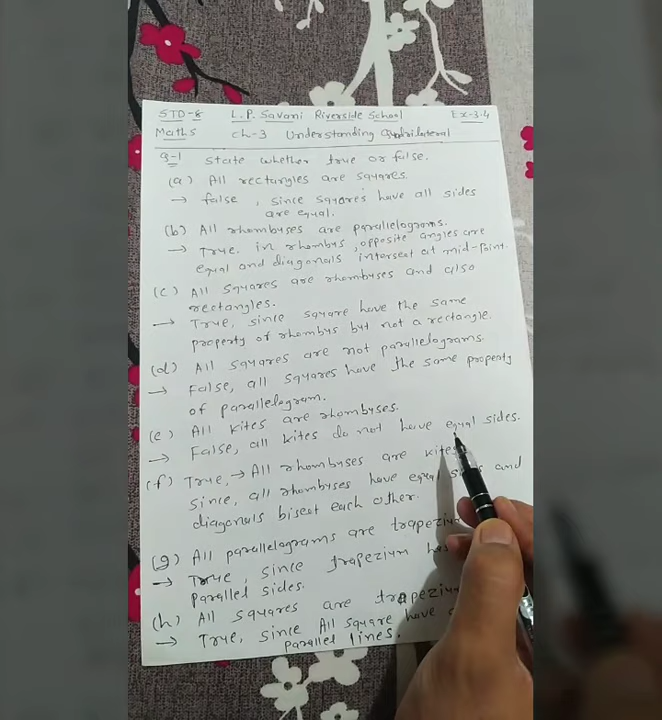 STD-8 L.P. Savani Riverside School Ex-3.4
Maths ch-3 Understanding Quadrilateral
Q-1 State whether true or false.
(a) All rectangles are squares.
→ false, since squares have all sides
are equal.
(b) All rhombuses are parallelograms.
→ True. in rhombus, opposite angles are
equal and diagonals intersect at mid-point.
(c) All squares are rhombuses and also
rectangles.
→ True, since square have the same
property of rhombus but not a rectangle.
(d) All squares are not parallelograms.
→ False, all squares have the same property
of parallelogram.
(e) All kites are rhombuses.
→ False, all kites do not have equal sides.
(f) True, → All rhombuses are kites
since, all rhombuses have equal and
diagonals bisect each other.
(g) All parallelograms are
→ True, since trapezium
parallel sides.
(h) All squares are
→ True, since All square have
parallel lines.